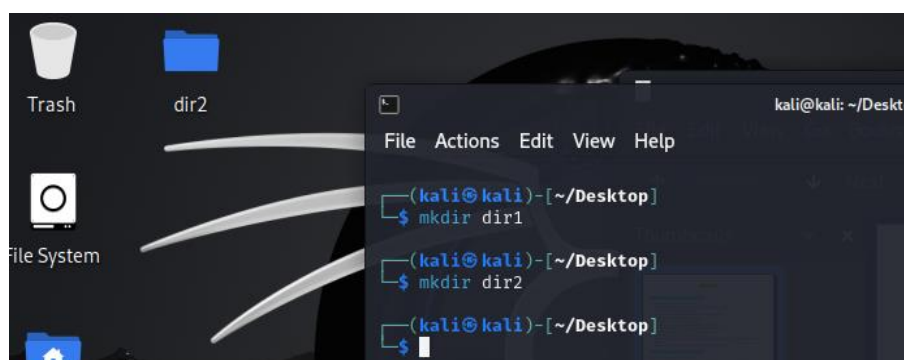 Trash
dir2
File System
kali@kali: ~/Deskt
File Actions Edit View Help
┌──(kali㉿kali)-[~/Desktop]
└─$ mkdir dir1
┌──(kali㉿kali)-[~/Desktop]
└─$ mkdir dir2
┌──(kali㉿kali)-[~/Desktop]
└─$